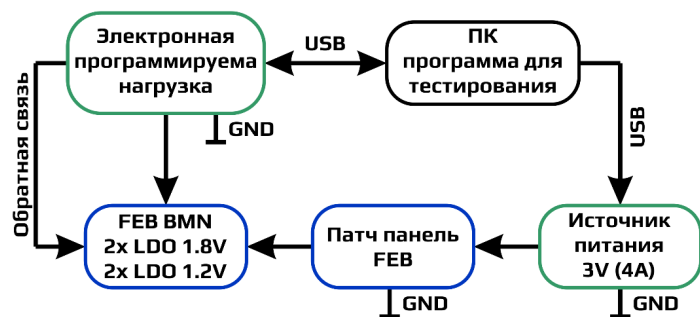 Электронная
программируема
нагрузка
USB
ПК
программа для
тестирования
GND
USB
Обратная связь
FEB BMN
2x LDO 1.8V
2x LDO 1.2V
Патч панель
FEB
Источник
питания
3V (4A)
GND
GND